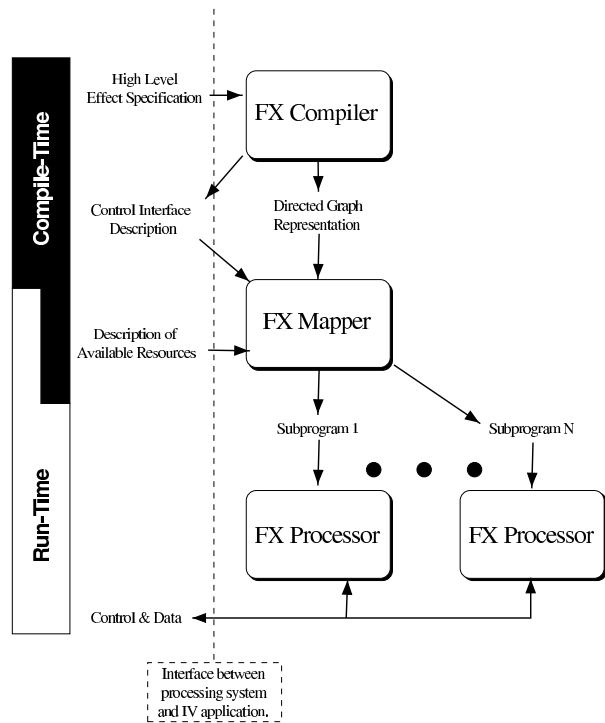 High Level
Effect Specification
FX Compiler
Compile-Time
Control Interface
Description
Directed Graph
Representation
FX Mapper
Description of
Available Resources
Subprogram 1
Subprogram N
Run-Time
FX Processor
FX Processor
Control & Data
Interface between
processing system
and IV application.